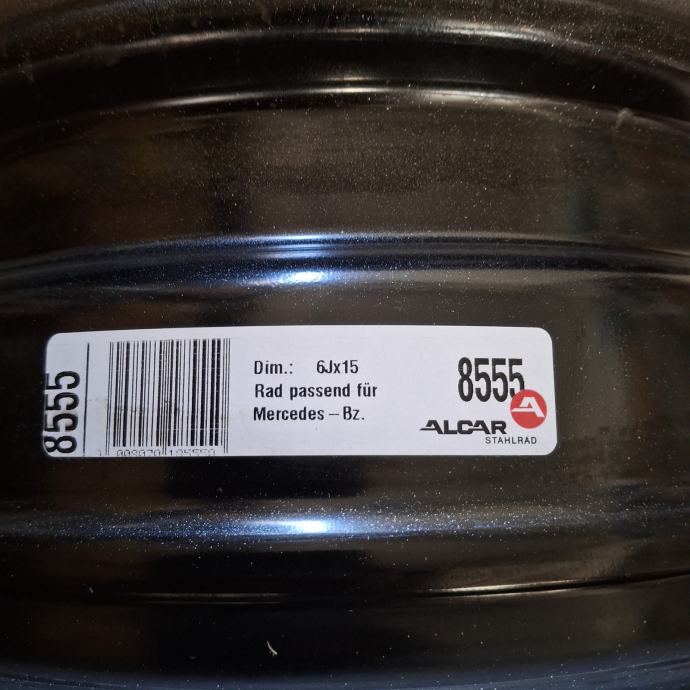 8555
Dim.: 6Jx15
Rad passend für
Mercedes – Bz.
8555
ALCAR
STAHLRAD